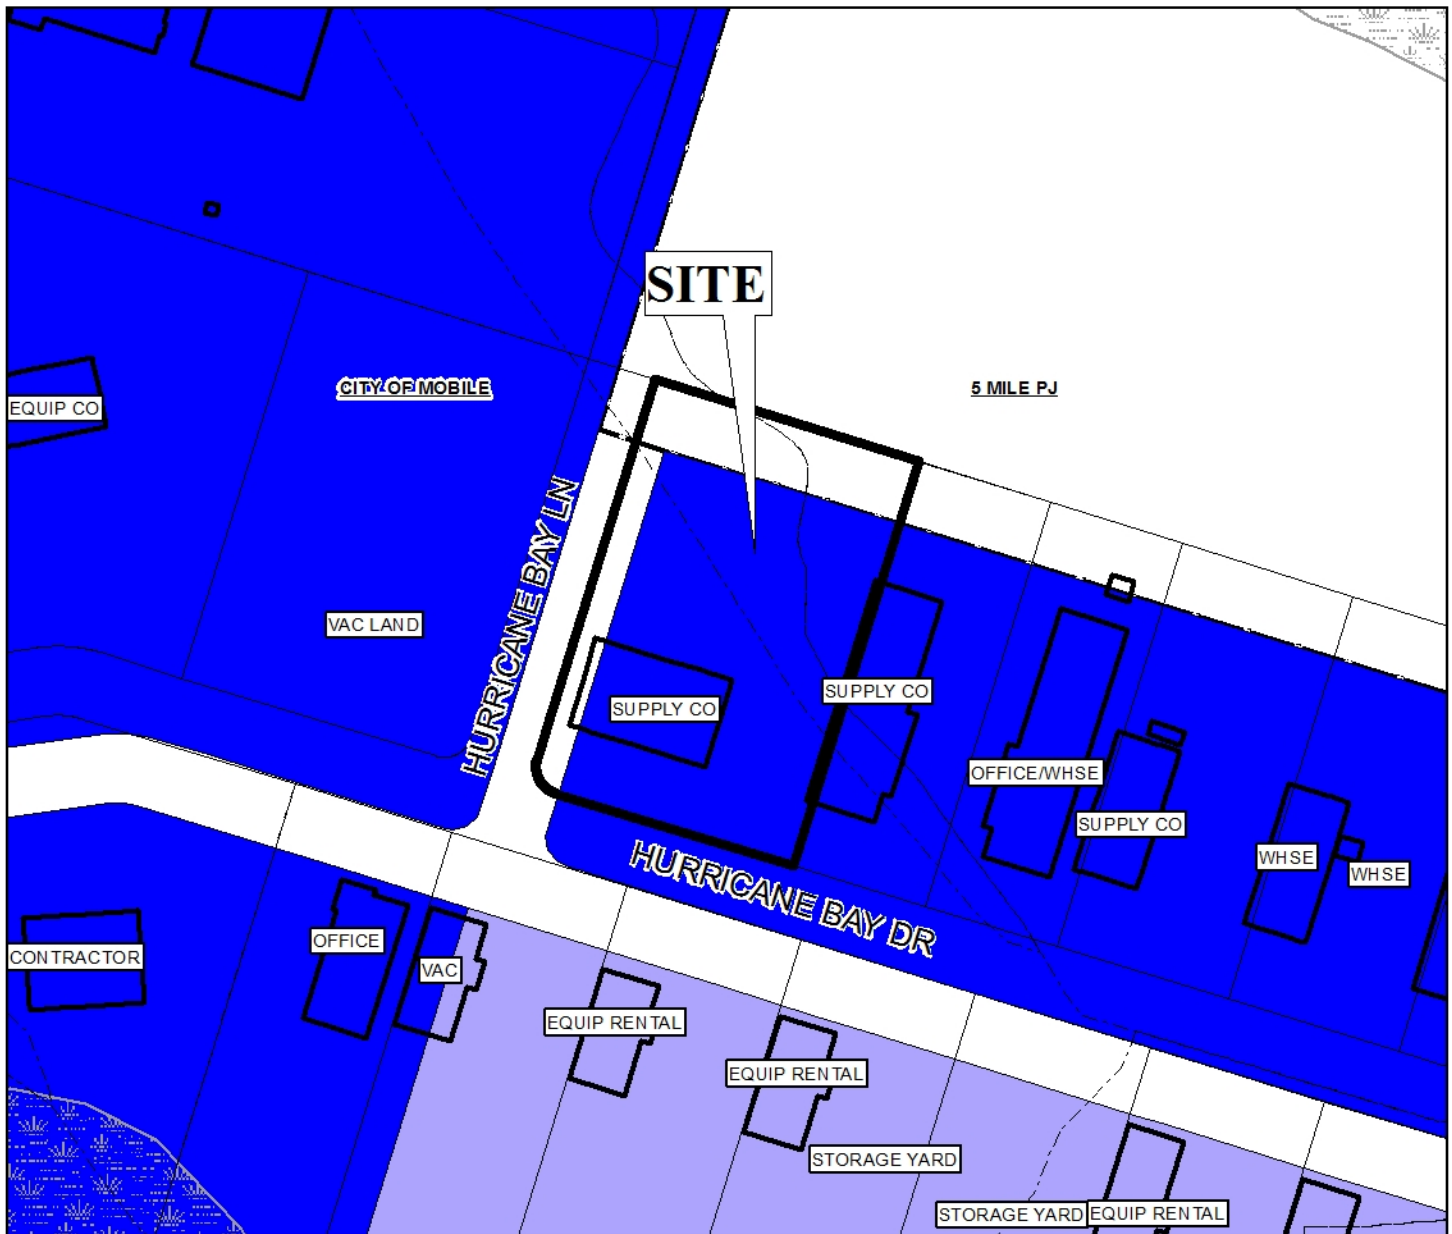 SITE
CITY OF MOBILE
5 MILE PJ
EQUIP CO
HURRICANE BAY LN
VAC LAND
SUPPLY CO
SUPPLY CO
OFFICE/WHSE
SUPPLY CO
WHSE
WHSE
HURRICANE BAY DR
CONTRACTOR
OFFICE
VAC
EQUIP RENTAL
EQUIP RENTAL
STORAGE YARD
STORAGE YARD
EQUIP RENTAL